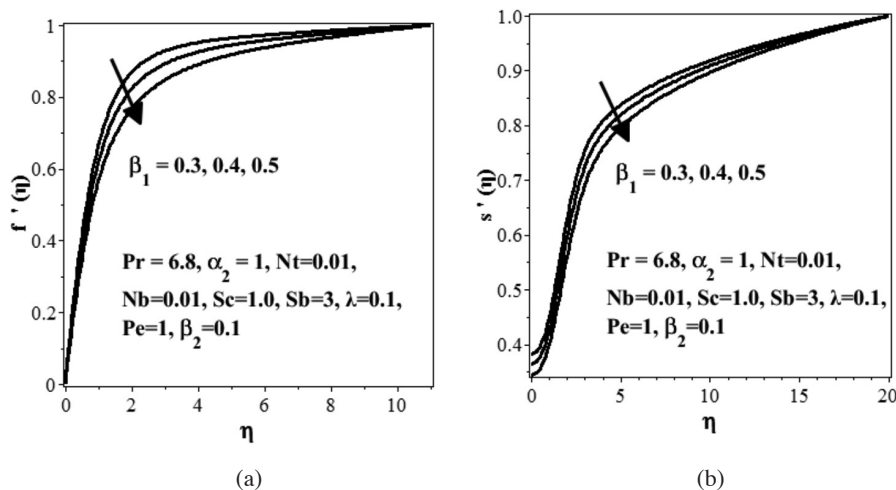 1
0.8
0.6
0.4
0.2
0
f ' (η)
β₁ = 0.3, 0.4, 0.5
Pr = 6.8, α₂ = 1, Nt=0.01,
Nb=0.01, Sc=1.0, Sb=3, λ=0.1,
Pe=1, β₂=0.1
0 2 4 6 8 10
η
(a)
1.0
0.9
0.8
0.7
0.6
0.5
0.4
s ' (η)
β₁ = 0.3, 0.4, 0.5
Pr = 6.8, α₂ = 1, Nt=0.01,
Nb=0.01, Sc=1.0, Sb=3, λ=0.1,
Pe=1, β₂=0.1
0 5 10 15 20
η
(b)